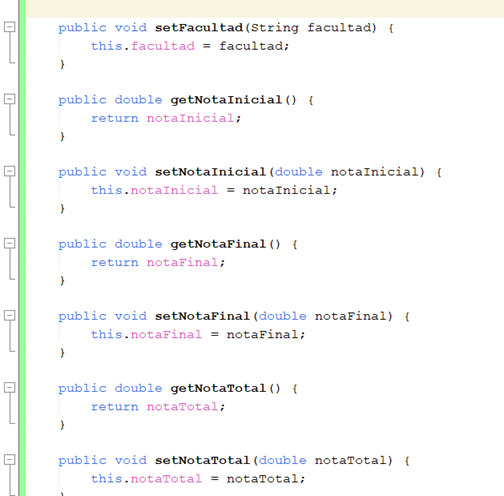 public void setFacultad(String facultad) {
this.facultad = facultad;
}
public double getNotaInicial() {
return notaInicial;
}
public void setNotaInicial(double notaInicial) {
this.notaInicial = notaInicial;
}
public double getNotaFinal() {
return notaFinal;
}
public void setNotaFinal(double notaFinal) {
this.notaFinal = notaFinal;
}
public double getNotaTotal() {
return notaTotal;
}
public void setNotaTotal(double notaTotal) {
this.notaTotal = notaTotal;
}